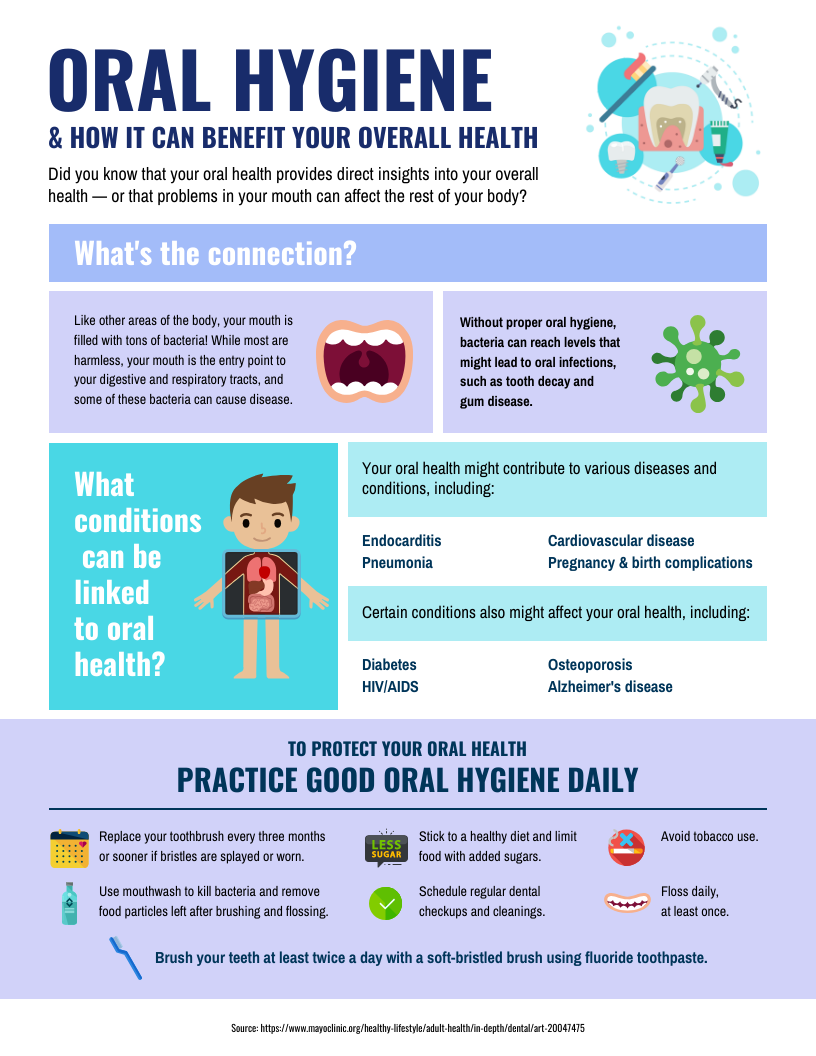 ORAL HYGIENE
& HOW IT CAN BENEFIT YOUR OVERALL HEALTH
Did you know that your oral health provides direct insights into your overall
health — or that problems in your mouth can affect the rest of your body?
What's the connection?
Like other areas of the body, your mouth is
filled with tons of bacteria! While most are
harmless, your mouth is the entry point to
your digestive and respiratory tracts, and
some of these bacteria can cause disease.
Without proper oral hygiene,
bacteria can reach levels that
might lead to oral infections,
such as tooth decay and
gum disease.
What
conditions
can be
linked
to oral
health?
Your oral health might contribute to various diseases and
conditions, including:
Endocarditis
Pneumonia
Cardiovascular disease
Pregnancy & birth complications
Certain conditions also might affect your oral health, including:
Diabetes
HIV/AIDS
Osteoporosis
Alzheimer's disease
TO PROTECT YOUR ORAL HEALTH
PRACTICE GOOD ORAL HYGIENE DAILY
Replace your toothbrush every three months
or sooner if bristles are splayed or worn.
LESS
SUGAR
Stick to a healthy diet and limit
food with added sugars.
Avoid tobacco use.
Use mouthwash to kill bacteria and remove
food particles left after brushing and flossing.
Schedule regular dental
checkups and cleanings.
Floss daily,
at least once.
Brush your teeth at least twice a day with a soft-bristled brush using fluoride toothpaste.
Source: https://www.mayoclinic.org/healthy-lifestyle/adult-health/in-depth/dental/art-20047475